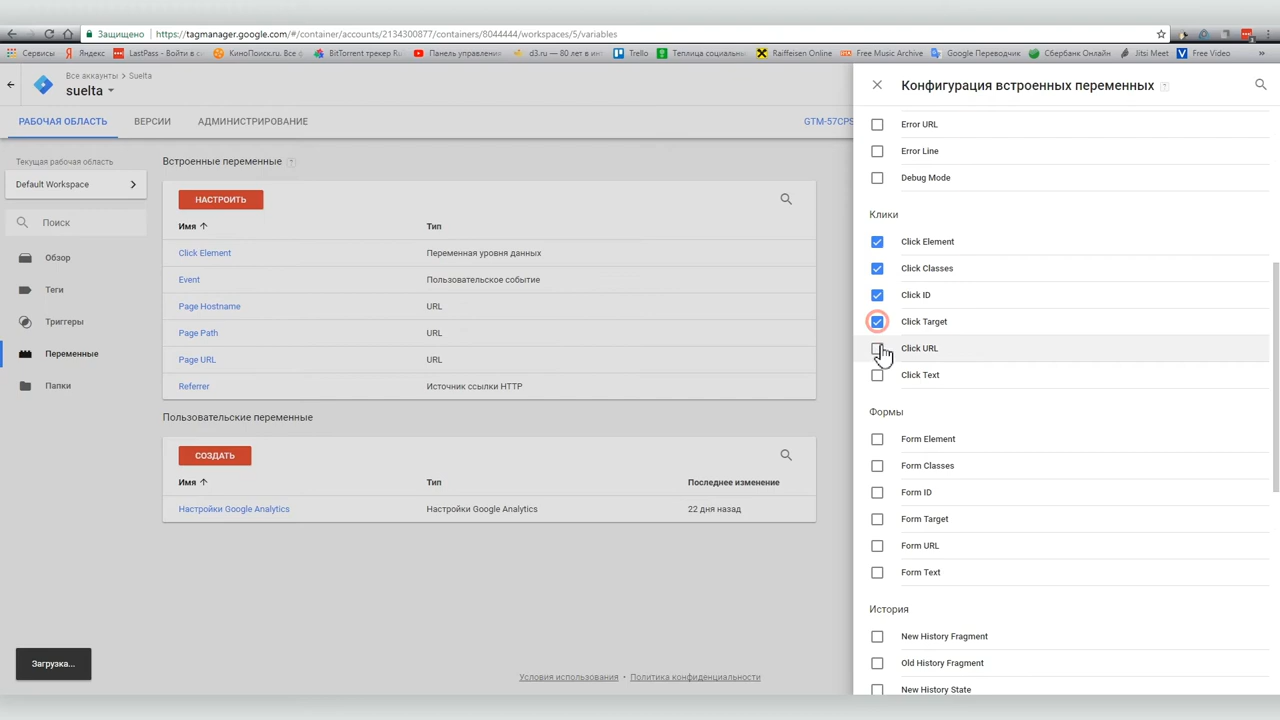 Защищено https://tagmanager.google.com/#/container/accounts/2134300877/containers/8044444/workspaces/5/variables
Сервисы Яндекс LastPass - Войти в са КиноПоиск.ru. Все ф BitTorrent трекер Ru Панель управления d3.ru — 80 лет в ин Trello Теплица социальны Raiffeisen Online Free Music Archive Google Переводчик Сбербанк Онлайн Jitsi Meet Free Video »
Все аккаунты > Suelta
suelta
РАБОЧАЯ ОБЛАСТЬ ВЕРСИИ АДМИНИСТРИРОВАНИЕ GTM-57CPS
Текущая рабочая область
Default Workspace
Поиск
Обзор
Теги
Триггеры
Переменные
Папки
Загрузка...
Встроенные переменные ?
НАСТРОИТЬ
Имя Тип
Click Element Переменная уровня данных
Event Пользовательское событие
Page Hostname URL
Page Path URL
Page URL URL
Referrer Источник ссылки HTTP
Пользовательские переменные
СОЗДАТЬ
Имя Тип Последнее изменение
Настройки Google Analytics Настройки Google Analytics 22 дня назад
Условия использования • Политика конфиденциальности
Конфигурация встроенных переменных ?
Error URL
Error Line
Debug Mode
Клики
Click Element
Click Classes
Click ID
Click Target
Click URL
Click Text
Формы
Form Element
Form Classes
Form ID
Form Target
Form URL
Form Text
История
New History Fragment
Old History Fragment
New History State